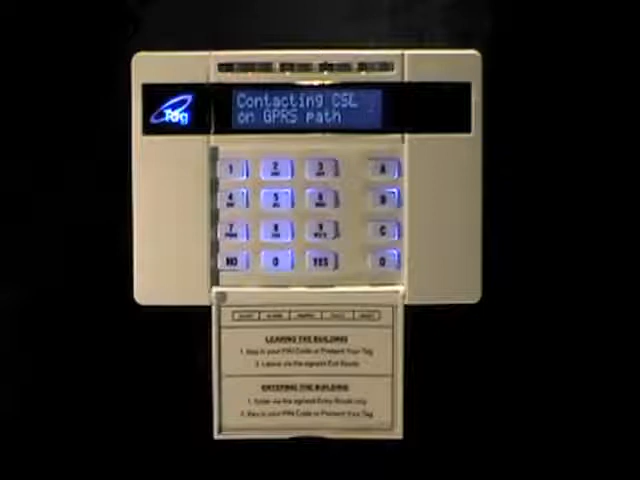 Contacting CSL
Tag
on GPRS path
1 2 3 A
4 5 6 B
7 8 9 C
NO 0 YES D
LEAVING THE BUILDING
1. Key in your PIN Code or Present Your Tag
2. Leave via the agreed Exit Route
ENTERING THE BUILDING
1. Enter via the agreed Entry Route only
2. Key in your PIN Code or Present Your Tag